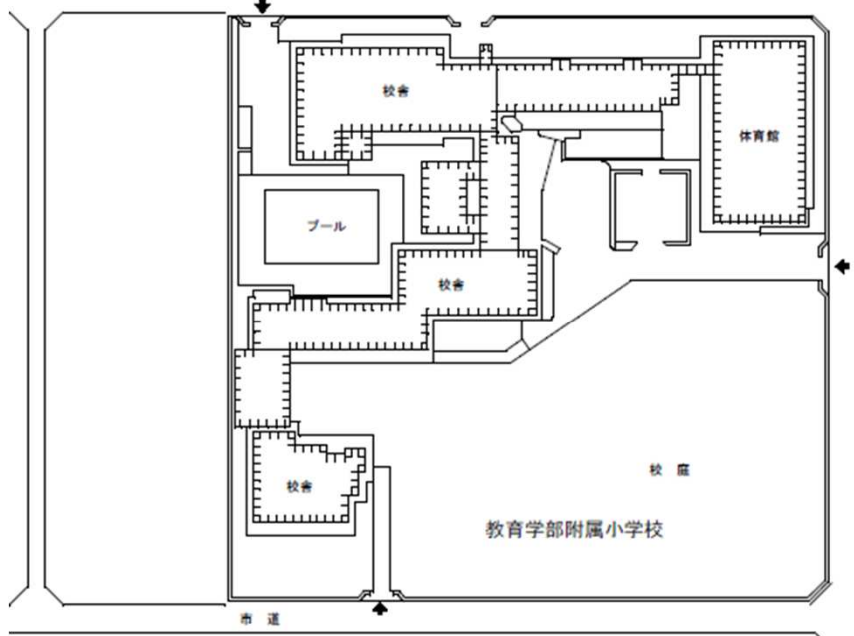 校舎
体育館
プール
校舎
校庭
校舎
教育学部附属小学校
市道